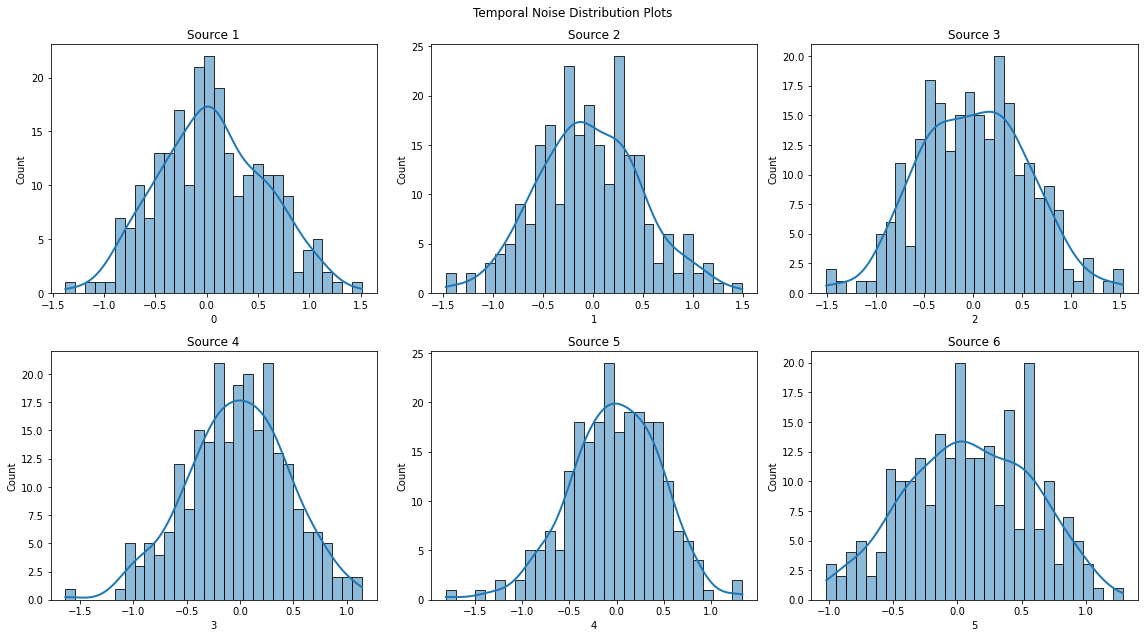 Temporal Noise Distribution Plots
Source 1
Count
20
15
10
5
0
-1.5 -1.0 -0.5 0.0 0.5 1.0 1.5
0
Source 2
Count
25
20
15
10
5
0
-1.5 -1.0 -0.5 0.0 0.5 1.0 1.5
1
Source 3
Count
20.0
17.5
15.0
12.5
10.0
7.5
5.0
2.5
0.0
-1.5 -1.0 -0.5 0.0 0.5 1.0 1.5
2
Source 4
Count
20.0
17.5
15.0
12.5
10.0
7.5
5.0
2.5
0.0
-1.5 -1.0 -0.5 0.0 0.5 1.0
3
Source 5
Count
25
20
15
10
5
0
-1.5 -1.0 -0.5 0.0 0.5 1.0
4
Source 6
Count
20.0
17.5
15.0
12.5
10.0
7.5
5.0
2.5
0.0
-1.0 -0.5 0.0 0.5 1.0
5